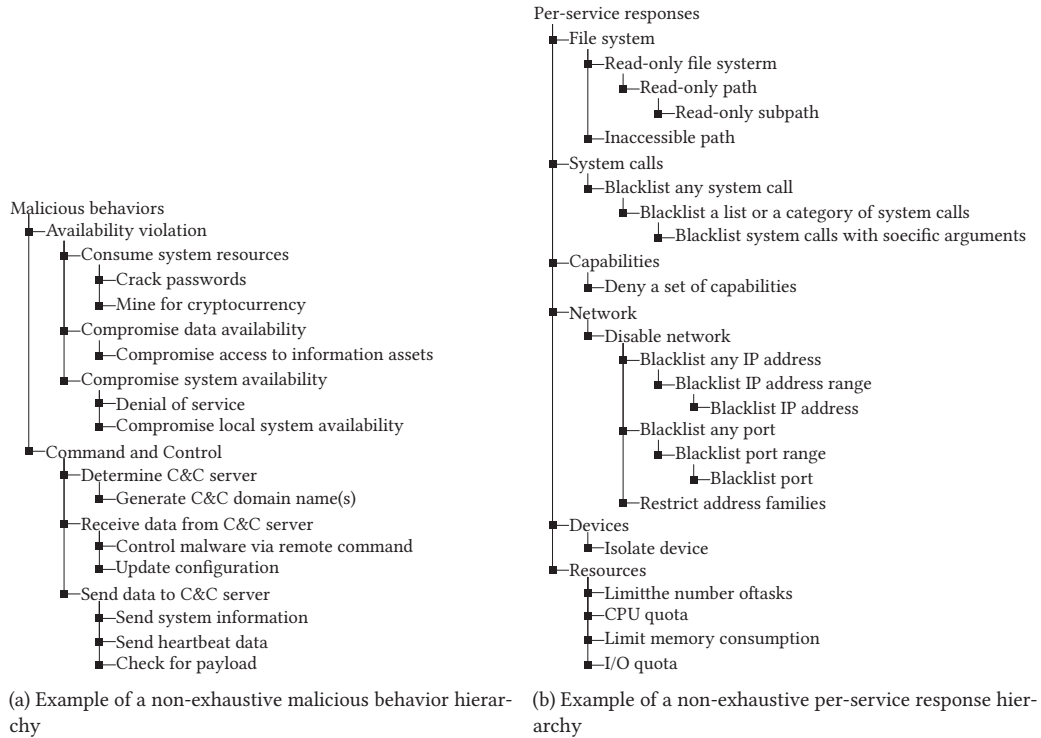 Malicious behaviors
Availability violation
Consume system resources
Crack passwords
Mine for cryptocurrency
Compromise data availability
Compromise access to information assets
Compromise system availability
Denial of service
Compromise local system availability
Command and Control
Determine C&C server
Generate C&C domain name(s)
Receive data from C&C server
Control malware via remote command
Update configuration
Send data to C&C server
Send system information
Send heartbeat data
Check for payload
(a) Example of a non-exhaustive malicious behavior hierar-
chy
Per-service responses
File system
Read-only file systerm
Read-only path
Read-only subpath
Inaccessible path
System calls
Blacklist any system call
Blacklist a list or a category of system calls
Blacklist system calls with soecific arguments
Capabilities
Deny a set of capabilities
Network
Disable network
Blacklist any IP address
Blacklist IP address range
Blacklist IP address
Blacklist any port
Blacklist port range
Blacklist port
Restrict address families
Devices
Isolate device
Resources
Limitthe number oftasks
CPU quota
Limit memory consumption
I/O quota
(b) Example of a non-exhaustive per-service response hier-
archy